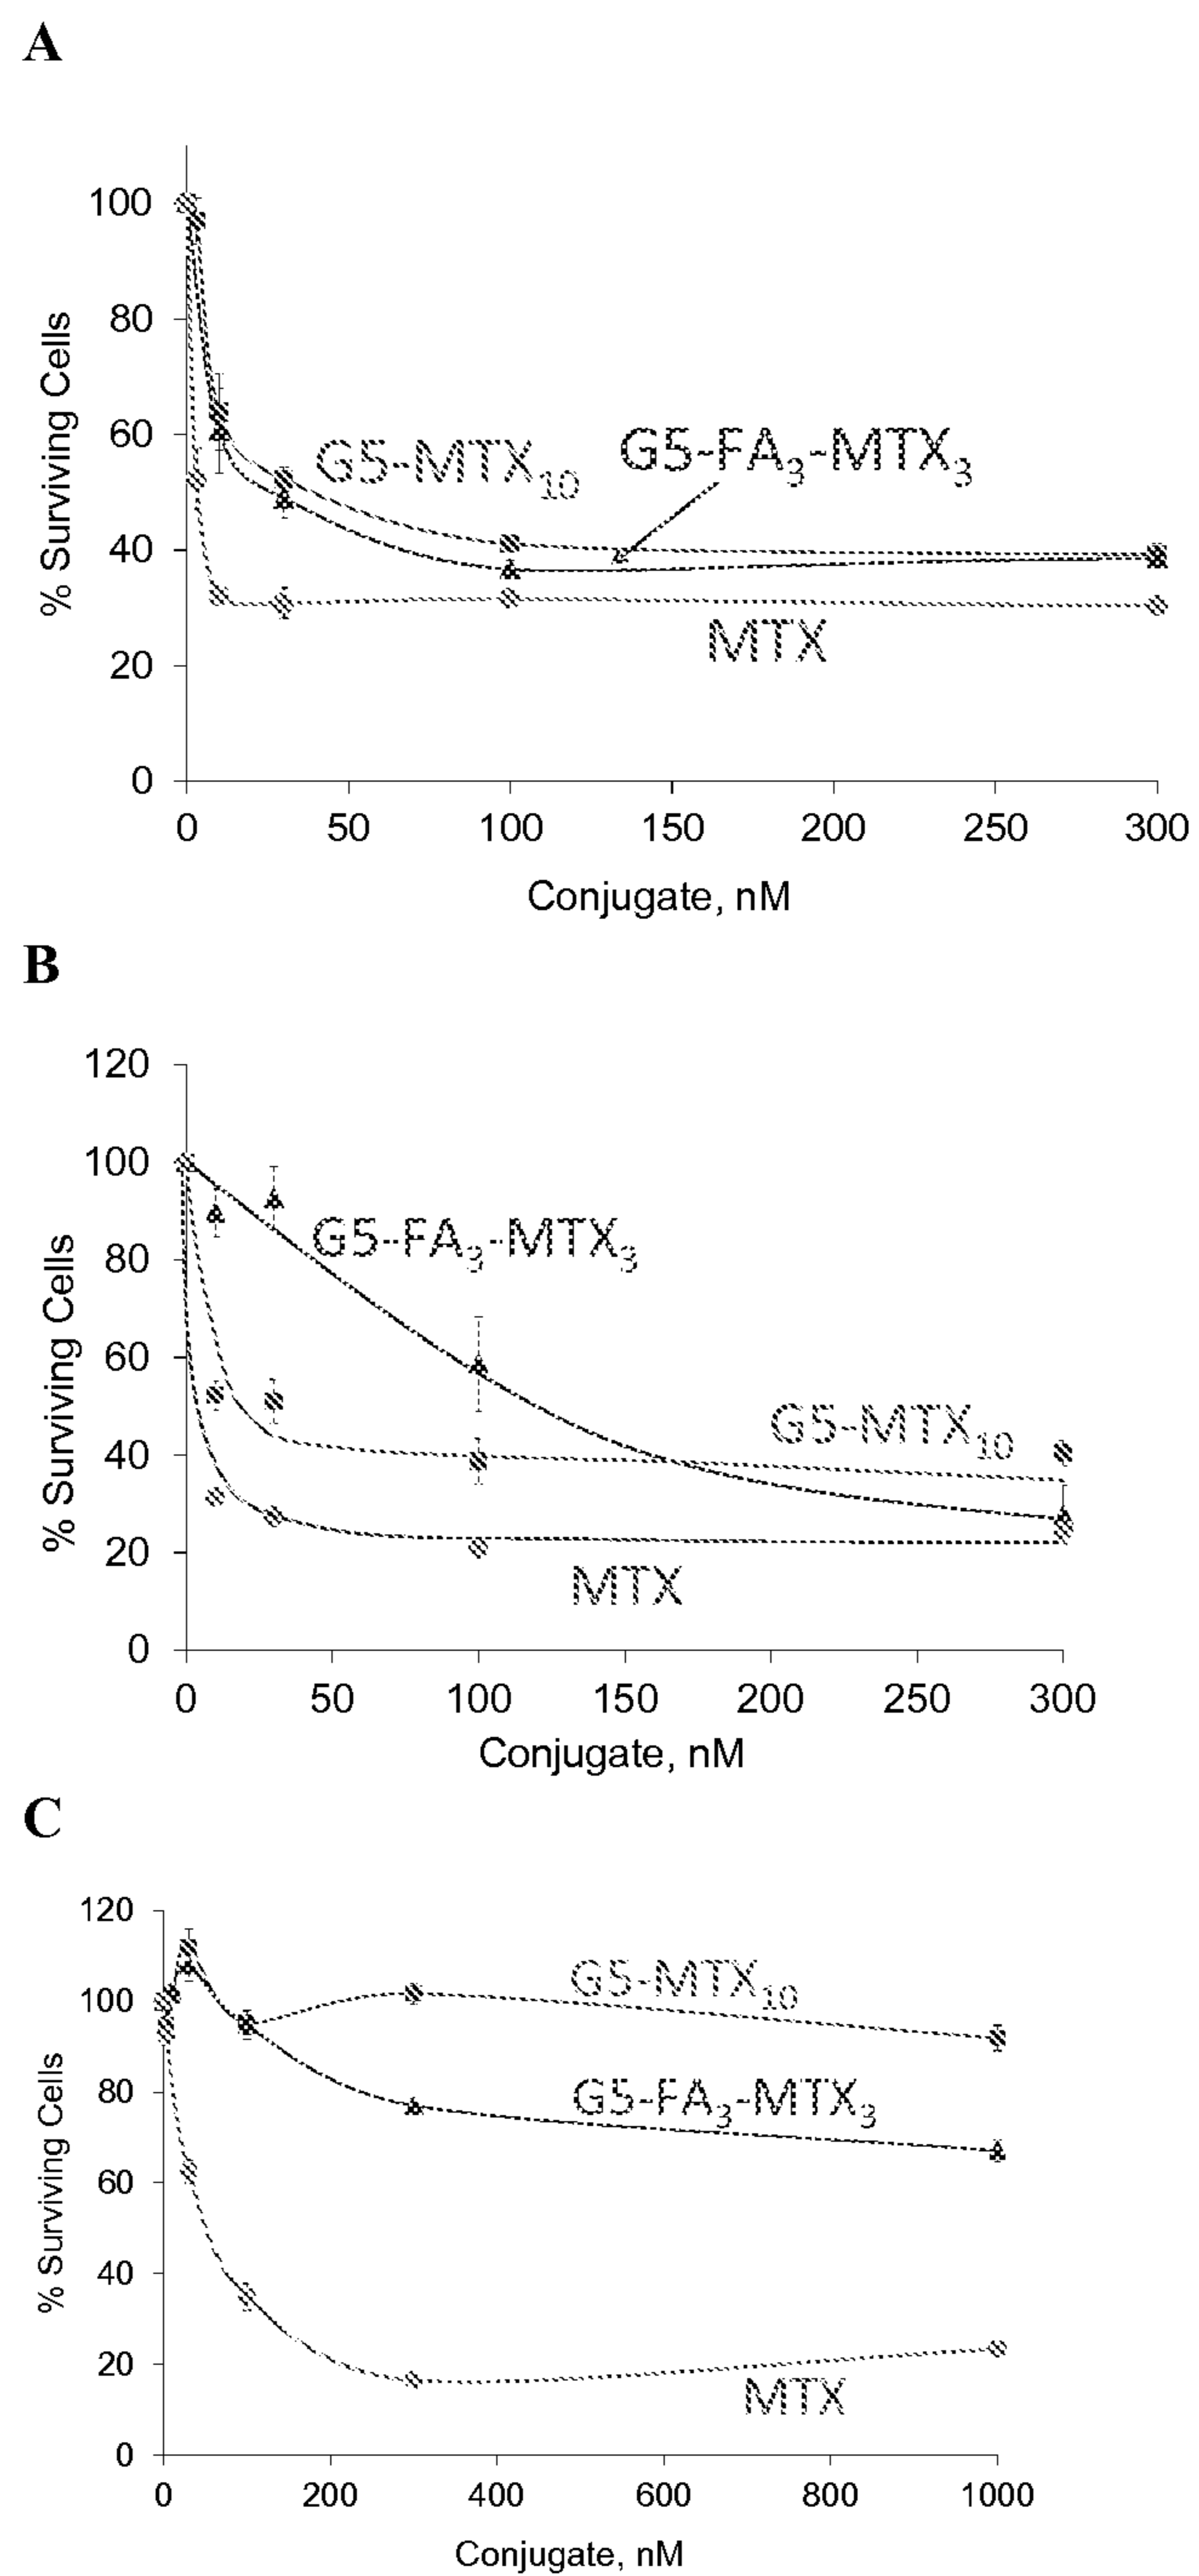 A
100
80
60
40
20
0
% Surviving Cells
G5-MTX10
G5-FA3-MTX3
MTX
0 50 100 150 200 250 300
Conjugate, nM
B
120
100
80
60
40
20
0
% Surviving Cells
G5-FA3-MTX3
G5-MTX10
MTX
0 50 100 150 200 250 300
Conjugate, nM
C
120
100
80
60
40
20
0
% Surviving Cells
G5-MTX10
G5-FA3-MTX3
MTX
0 200 400 600 800 1000
Conjugate, nM